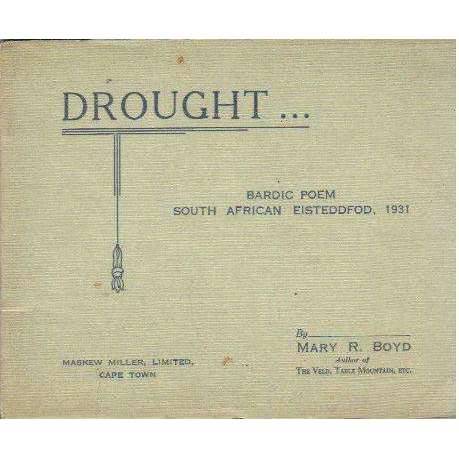 DROUGHT...
BARDIC POEM
SOUTH AFRICAN EISTEDDFOD, 1931
By
MARY R. BOYD
Author of
THE VELD, TABLE MOUNTAIN, ETC.
MASKEW MILLER, LIMITED,
CAPE TOWN